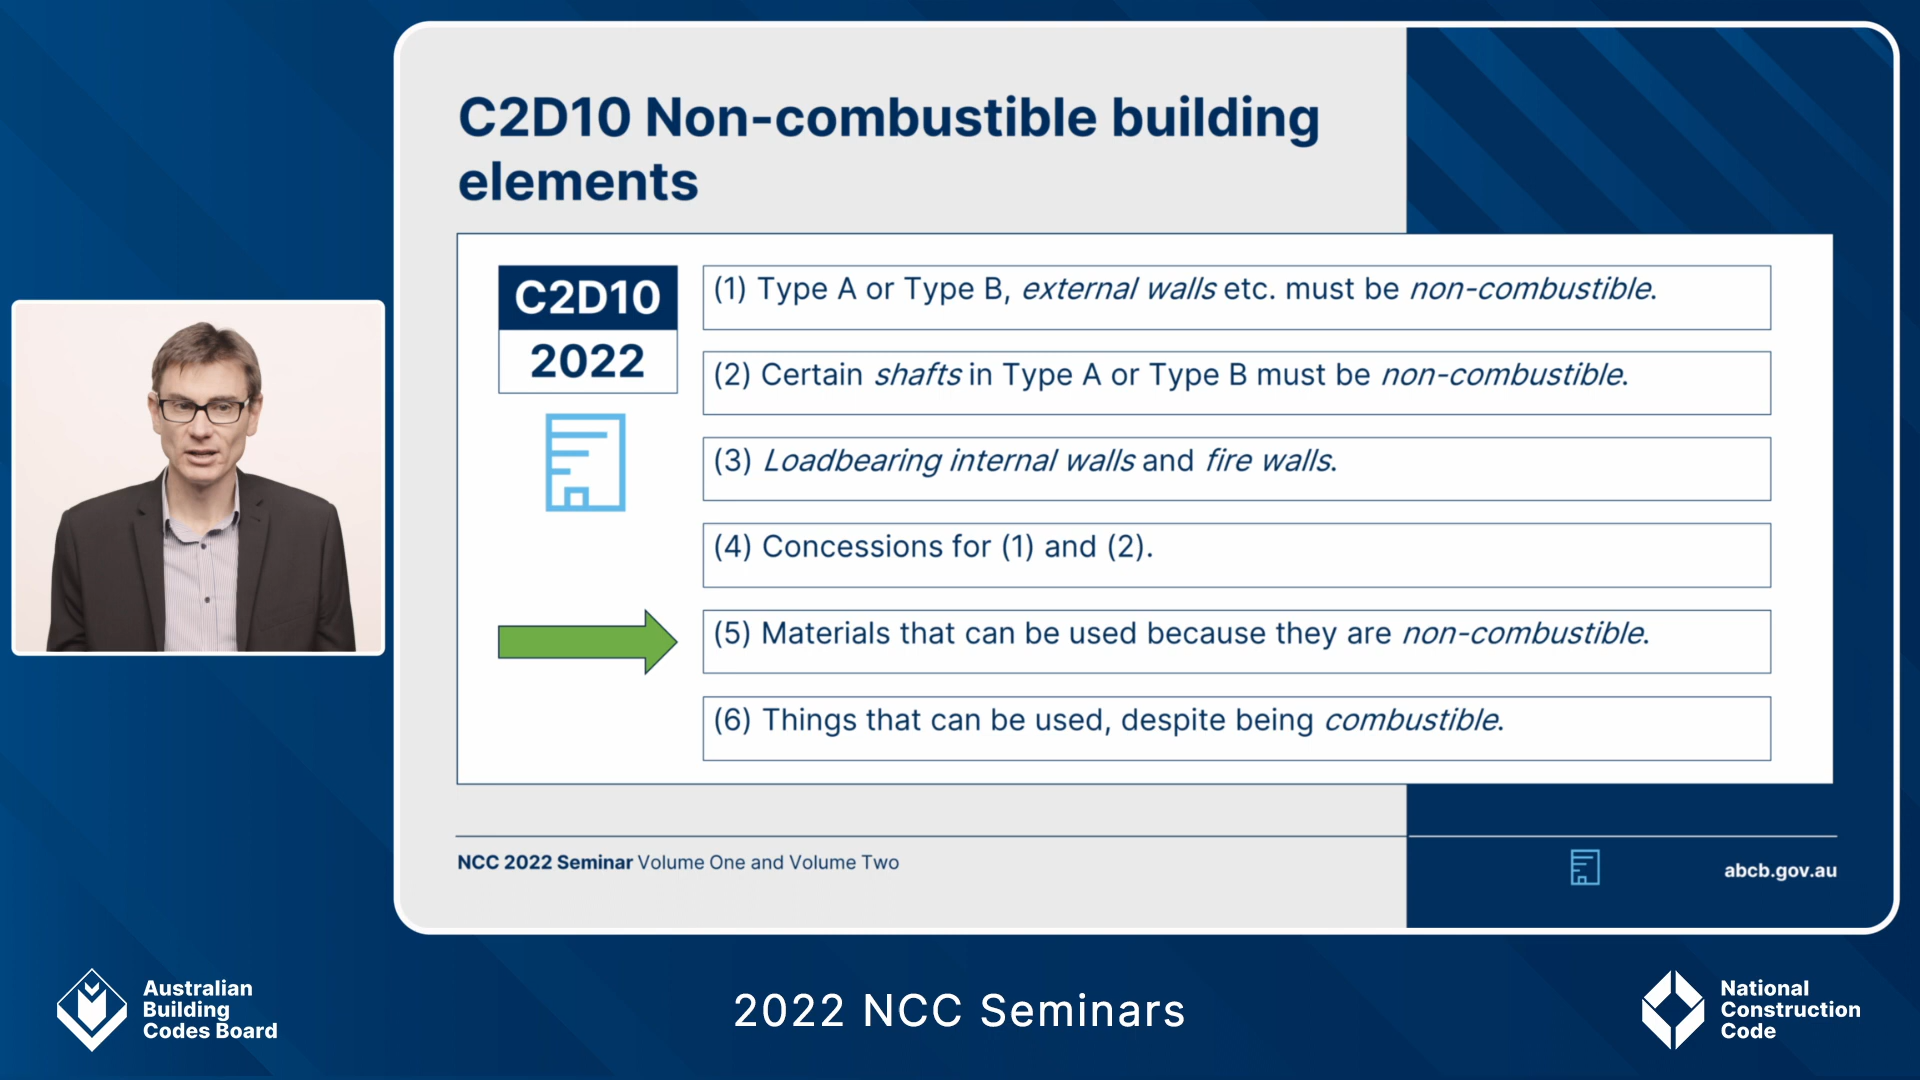 C2D10 Non-combustible building
elements
C2D10
2022
(1) Type A or Type B, external walls etc. must be non-combustible.
(2) Certain shafts in Type A or Type B must be non-combustible.
(3) Loadbearing internal walls and fire walls.
(4) Concessions for (1) and (2).
(5) Materials that can be used because they are non-combustible.
(6) Things that can be used, despite being combustible.
NCC 2022 Seminar Volume One and Volume Two
abcb.gov.au
Australian
Building
Codes Board
2022 NCC Seminars
National
Construction
Code